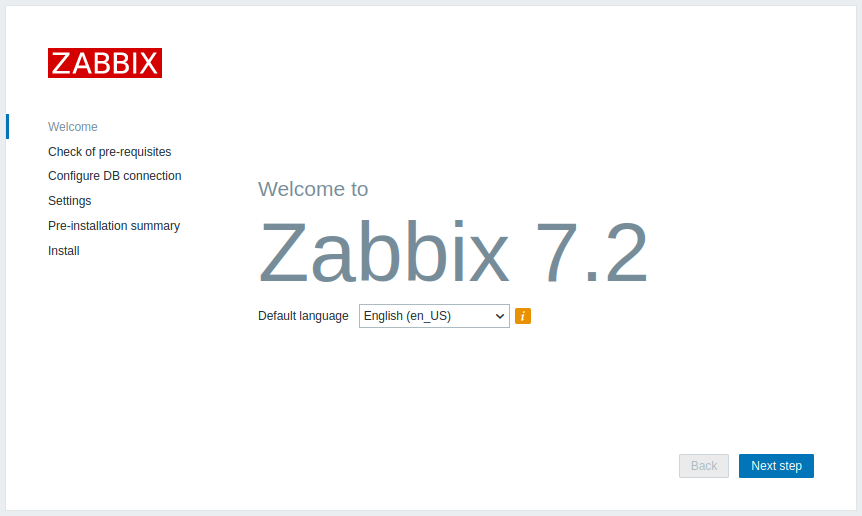 ZABBIX
Welcome
Check of pre-requisites
Configure DB connection
Settings
Pre-installation summary
Install
Welcome to
Zabbix 7.2
Default language English (en_US) i
Back Next step